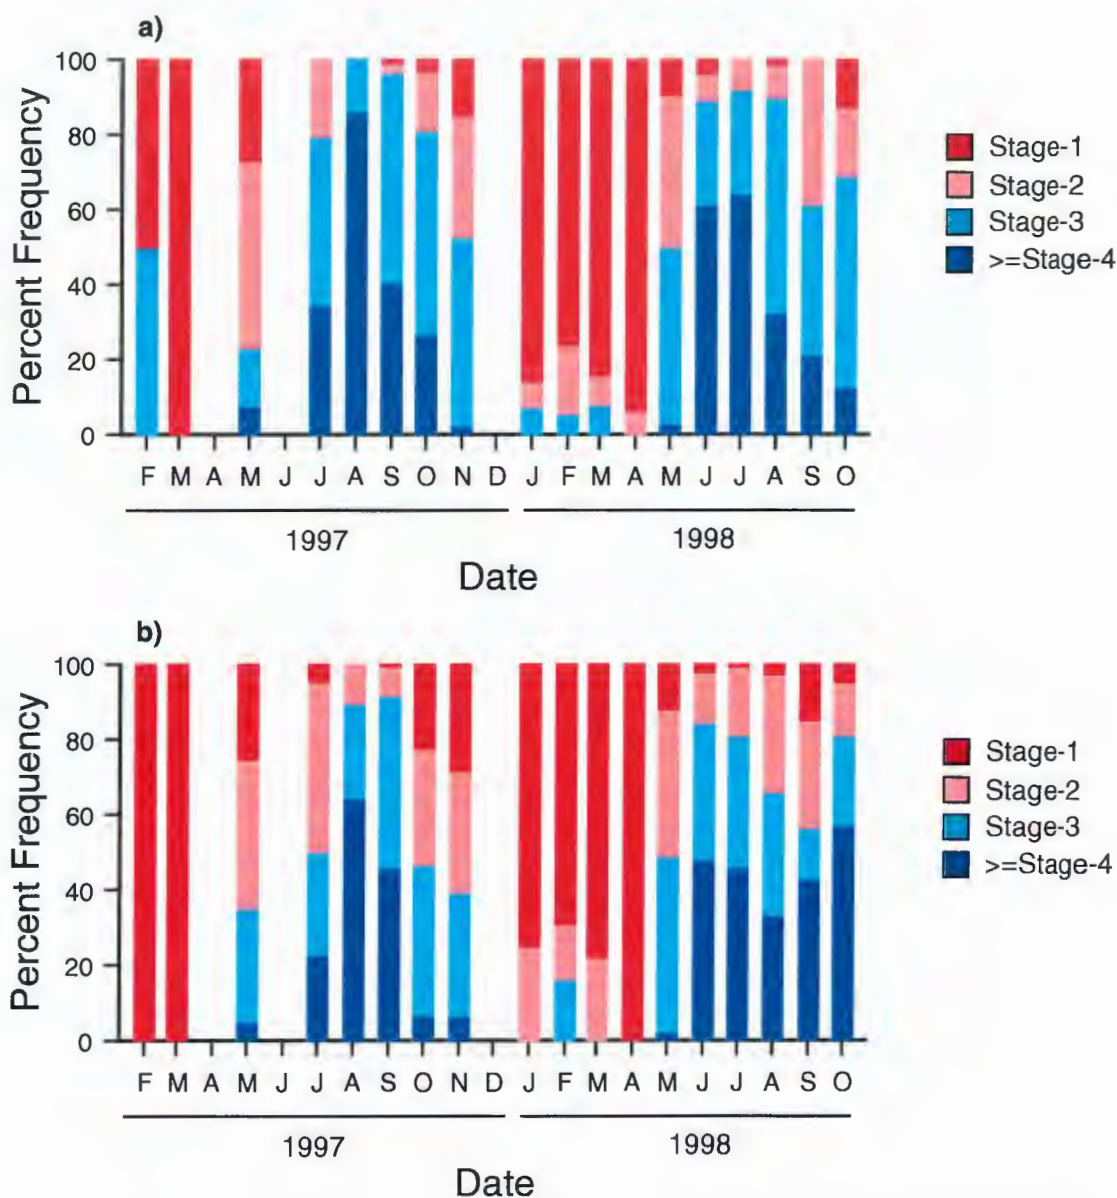 a)
Percent Frequency
100
80
60
40
20
0
F M A M J J A S O N D J F M A M J J A S O
1997 1998
Date
Stage-1
Stage-2
Stage-3
>=Stage-4
b)
Percent Frequency
100
80
60
40
20
0
F M A M J J A S O N D J F M A M J J A S O
1997 1998
Date
Stage-1
Stage-2
Stage-3
>=Stage-4